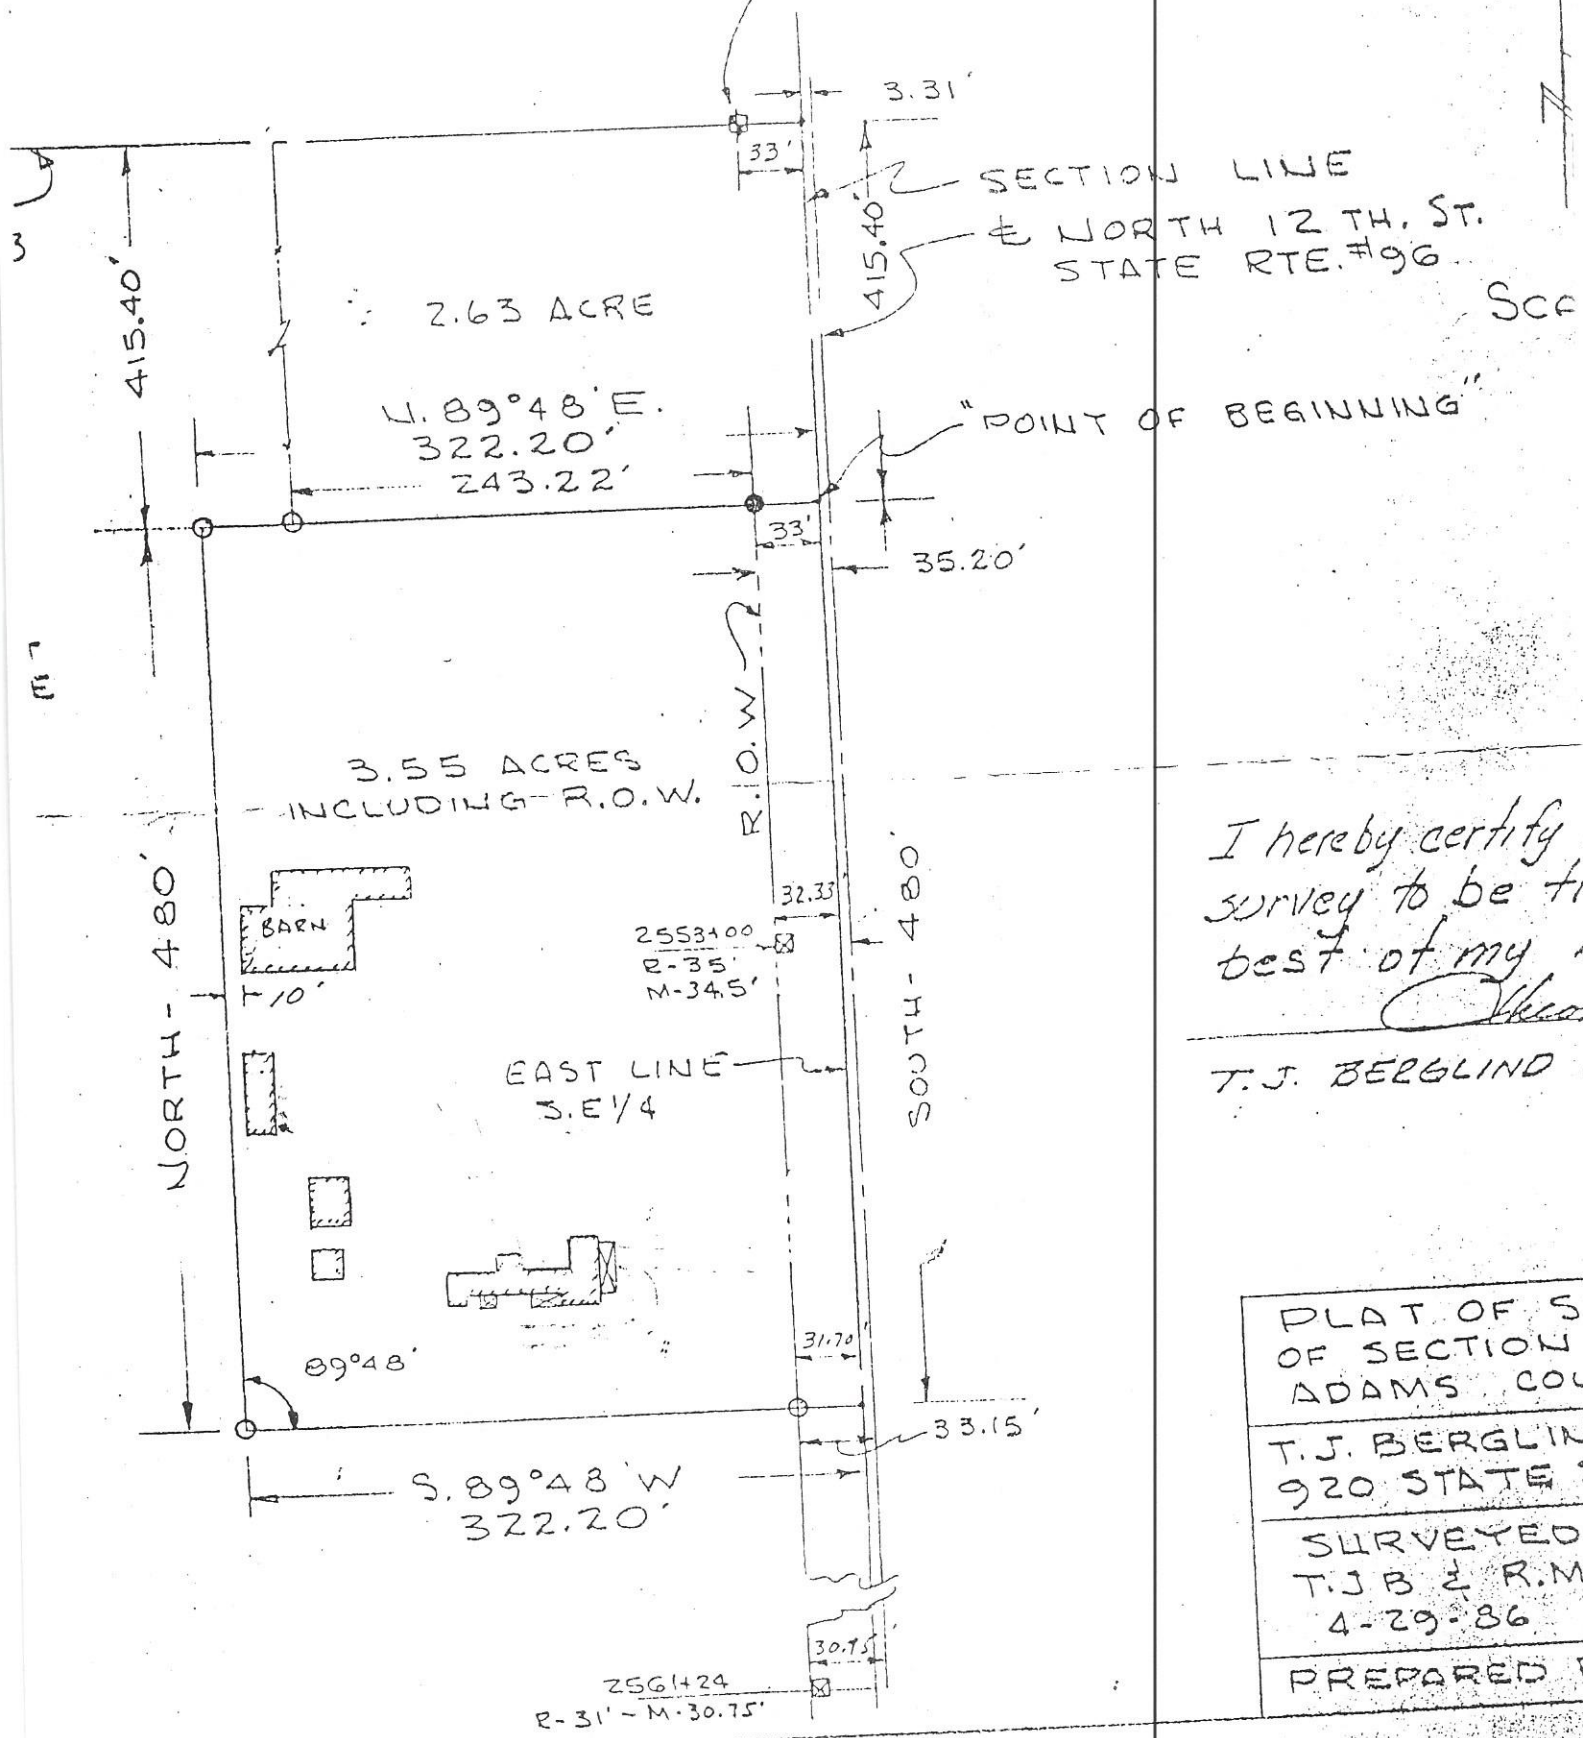 3.31'
33'
SECTION LINE
℄ NORTH 12 TH. ST.
STATE RTE. #96
415.40'
415.40'
3
2.63 ACRE
N. 89°48' E.
322.20'
243.22'
"POINT OF BEGINNING"
33'
35.20'
R.O.W.
3.55 ACRES
INCLUDING R.O.W.
I hereby certify
survey to be
best of my
T. J. BERGLIND
BARN
10'
32.33'
2553+00
R-35'
M-34.5'
NORTH - 480'
SOUTH - 480'
EAST LINE
S.E 1/4
89°48'
31.70'
33.15'
S. 89°48' W
322.20'
PLAT OF S
OF SECTION
ADAMS COU
T. J. BERGLIN
920 STATE
SURVEYED
T.J B & R.M
4-29-86
PREPARED
30.75
2561+24
R-31' - M-30.75'
N